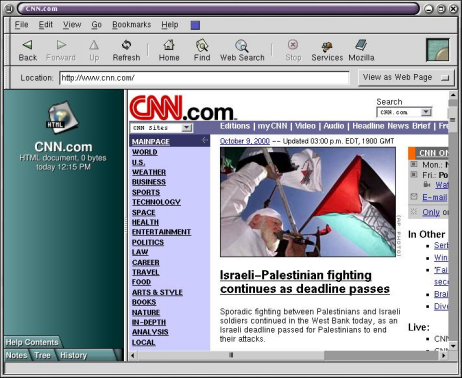 CNN.com
File Edit View Go Bookmarks Help
Back Forward Up Refresh Home Find Web Search Stop Services Mozilla
Location: http://www.cnn.com/ View as Web Page
HTML
CNN.com
HTML document, 0 bytes
today 12:15 PM
CNN.com
Search
CNN.com
CNN Sites
Editions | myCNN | Video | Audio | Headline News Brief | Fre
MAINPAGE
WORLD
U.S.
WEATHER
BUSINESS
SPORTS
TECHNOLOGY
SPACE
HEALTH
ENTERTAINMENT
POLITICS
LAW
CAREER
TRAVEL
FOOD
ARTS & STYLE
BOOKS
NATURE
IN-DEPTH
ANALYSIS
LOCAL
October 9, 2000 -- Updated 03:00 p.m. EDT, 1900 GMT
(AP PHOTO)
Israeli-Palestinian fighting
continues as deadline passes
Sporadic fighting between Palestinians and Israeli
soldiers continued in the West Bank today, as an
Israeli deadline passed for Palestinians to end
their attacks.
CNN ON
Mon.: N
Fri.: Po
Wat
E-mail
Only on
In Other
Serb
Win
'Fai
sec
Brai
Dive
Live:
CNN
Help Contents
Notes Tree History